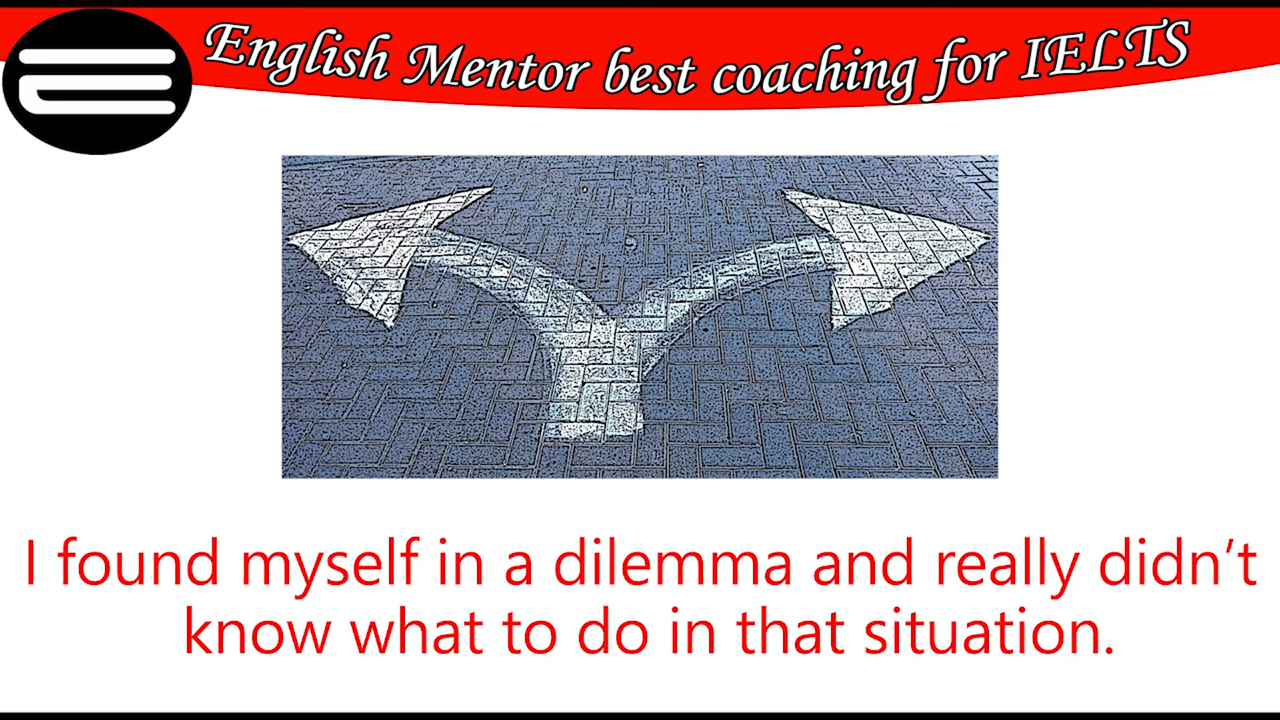 English Mentor best coaching for IELTS
I found myself in a dilemma and really didn’t
know what to do in that situation.